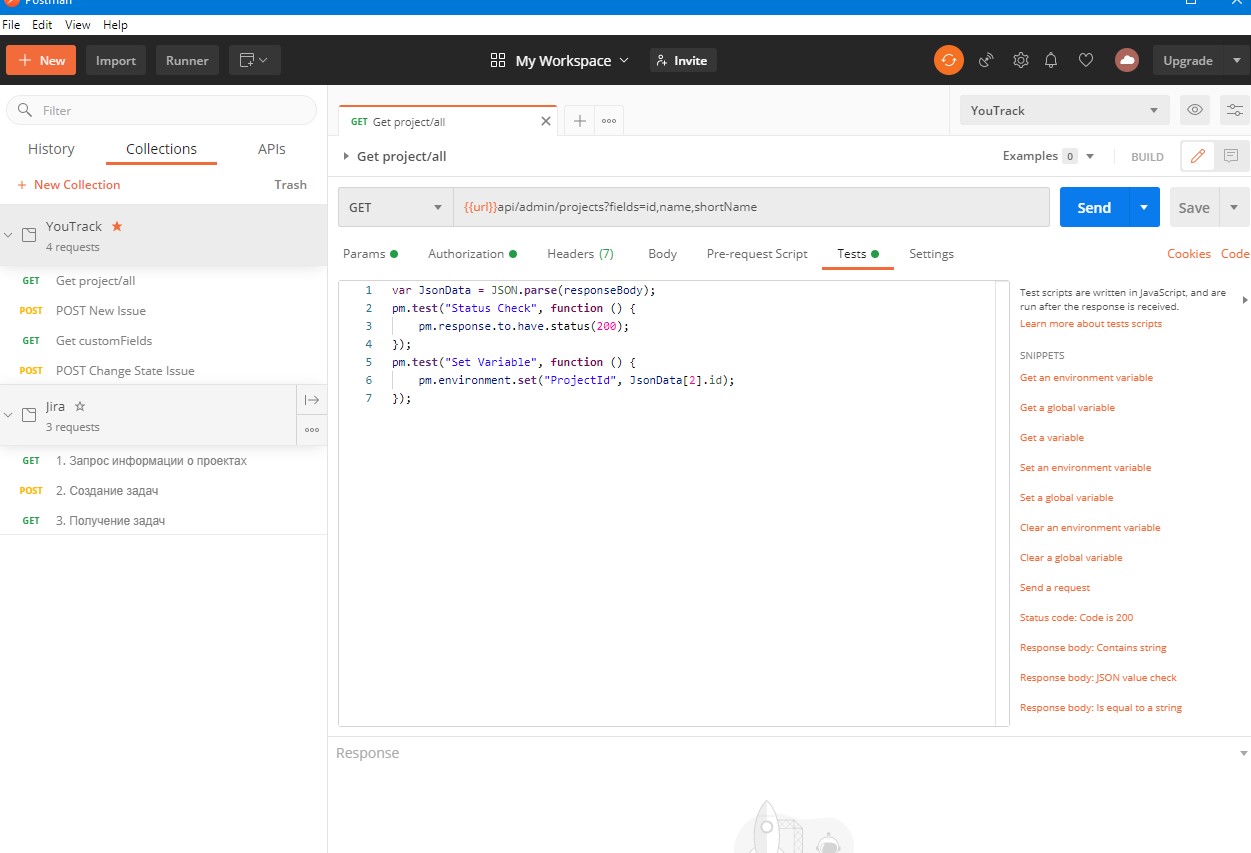 Postman
File Edit View Help
+ New Import Runner
My Workspace Invite
Upgrade
Filter
History Collections APIs
+ New Collection Trash
YouTrack
4 requests
GET Get project/all
POST POST New Issue
GET Get customFields
POST POST Change State Issue
Jira
3 requests
GET 1. Запрос информации о проектах
POST 2. Создание задач
GET 3. Получение задач
GET Get project/all
YouTrack
Get project/all
Examples 0 BUILD
GET {{url}}api/admin/projects?fields=id,name,shortName
Send Save
Params Authorization Headers (7) Body Pre-request Script Tests Settings
Cookies Code
1 var JsonData = JSON.parse(responseBody);
2 pm.test("Status Check", function () {
3 pm.response.to.have.status(200);
4 });
5 pm.test("Set Variable", function () {
6 pm.environment.set("ProjectId", JsonData[2].id);
7 });
Test scripts are written in JavaScript, and are
run after the response is received.
Learn more about tests scripts
SNIPPETS
Get an environment variable
Get a global variable
Get a variable
Set an environment variable
Set a global variable
Clear an environment variable
Clear a global variable
Send a request
Status code: Code is 200
Response body: Contains string
Response body: JSON value check
Response body: Is equal to a string
Response